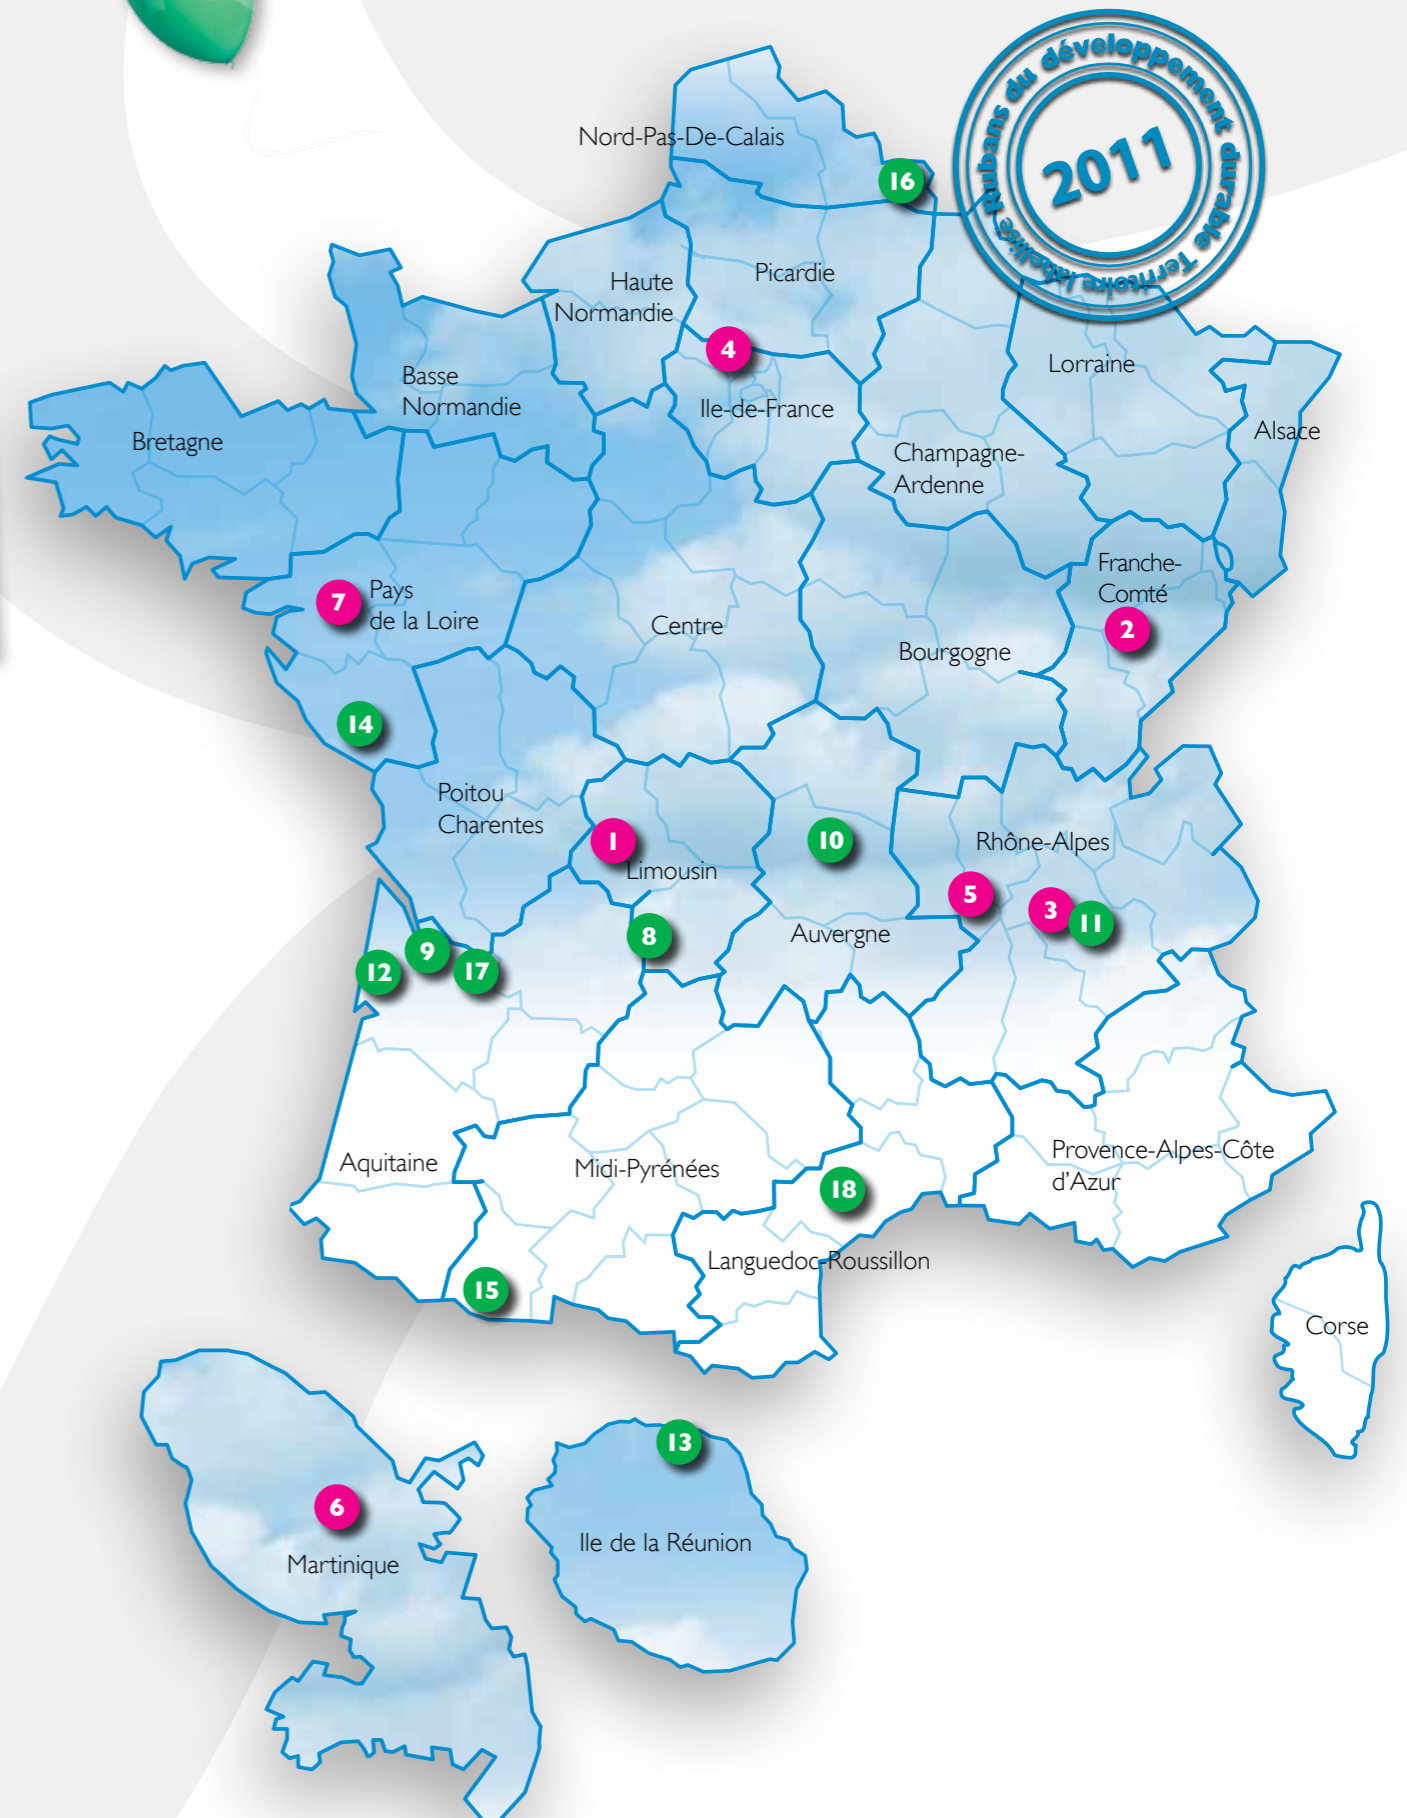 Rubans du développement durable Territoire labellisé
2011
Nord-Pas-De-Calais
16
Haute
Normandie
Picardie
4
Ile-de-France
Lorraine
Alsace
Basse
Normandie
Bretagne
Champagne-
Ardenne
Franche-
Comté
2
7
Pays
de la Loire
Centre
Bourgogne
14
Poitou
Charentes
1
Limousin
10
Rhône-Alpes
5
3
11
Auvergne
8
9
12
17
Aquitaine
Midi-Pyrénées
Provence-Alpes-Côte
d'Azur
18
Languedoc-Roussillon
15
Corse
13
6
Ile de la Réunion
Martinique